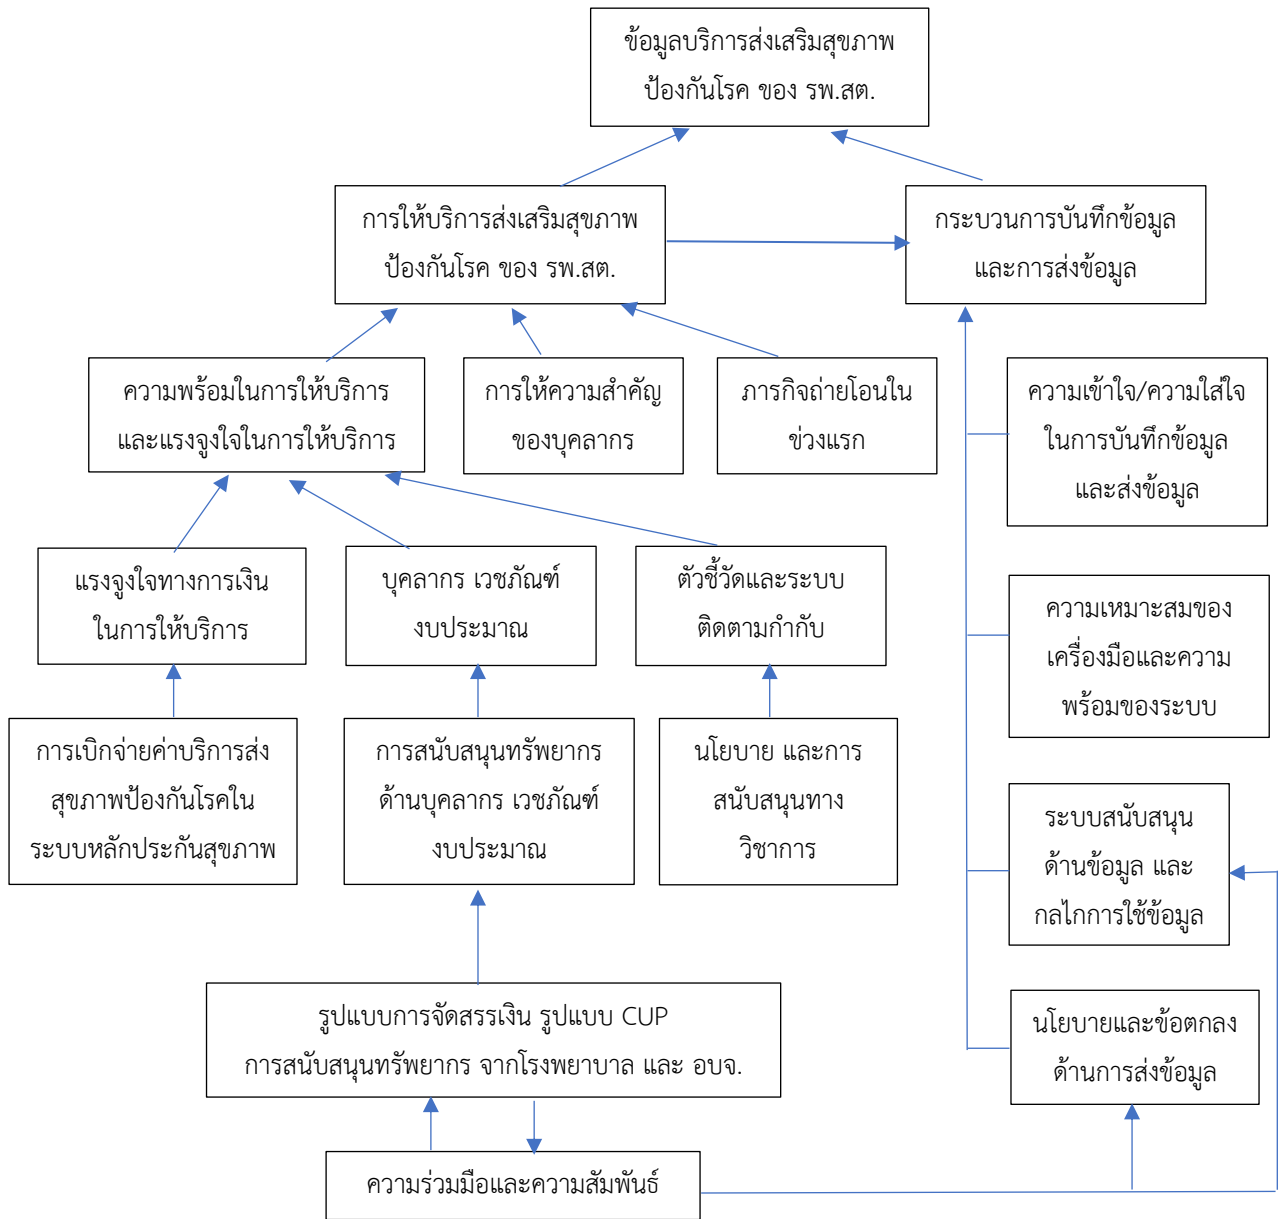 ข้อมูลบริการส่งเสริมสุขภาพ
ป้องกันโรค ของ รพ.สต.
การให้บริการส่งเสริมสุขภาพ
ป้องกันโรค ของ รพ.สต.
กระบวนการบันทึกข้อมูล
และการส่งข้อมูล
ความพร้อมในการให้บริการ
และแรงจูงใจในการให้บริการ
การให้ความสำคัญ
ของบุคลากร
ภารกิจถ่ายโอนใน
ช่วงแรก
ความเข้าใจ/ความใส่ใจ
ในการบันทึกข้อมูล
และส่งข้อมูล
แรงจูงใจทางการเงิน
ในการให้บริการ
บุคลากร เวชภัณฑ์
งบประมาณ
ตัวชี้วัดและระบบ
ติดตามกำกับ
ความเหมาะสมของ
เครื่องมือและความ
พร้อมของระบบ
การเบิกจ่ายค่าบริการส่ง
สุขภาพป้องกันโรคใน
ระบบหลักประกันสุขภาพ
การสนับสนุนทรัพยากร
ด้านบุคลากร เวชภัณฑ์
งบประมาณ
นโยบาย และการ
สนับสนุนทาง
วิชาการ
ระบบสนับสนุน
ด้านข้อมูล และ
กลไกการใช้ข้อมูล
รูปแบบการจัดสรรเงิน รูปแบบ CUP
การสนับสนุนทรัพยากร จากโรงพยาบาล และ อบจ.
นโยบายและข้อตกลง
ด้านการส่งข้อมูล
ความร่วมมือและความสัมพันธ์